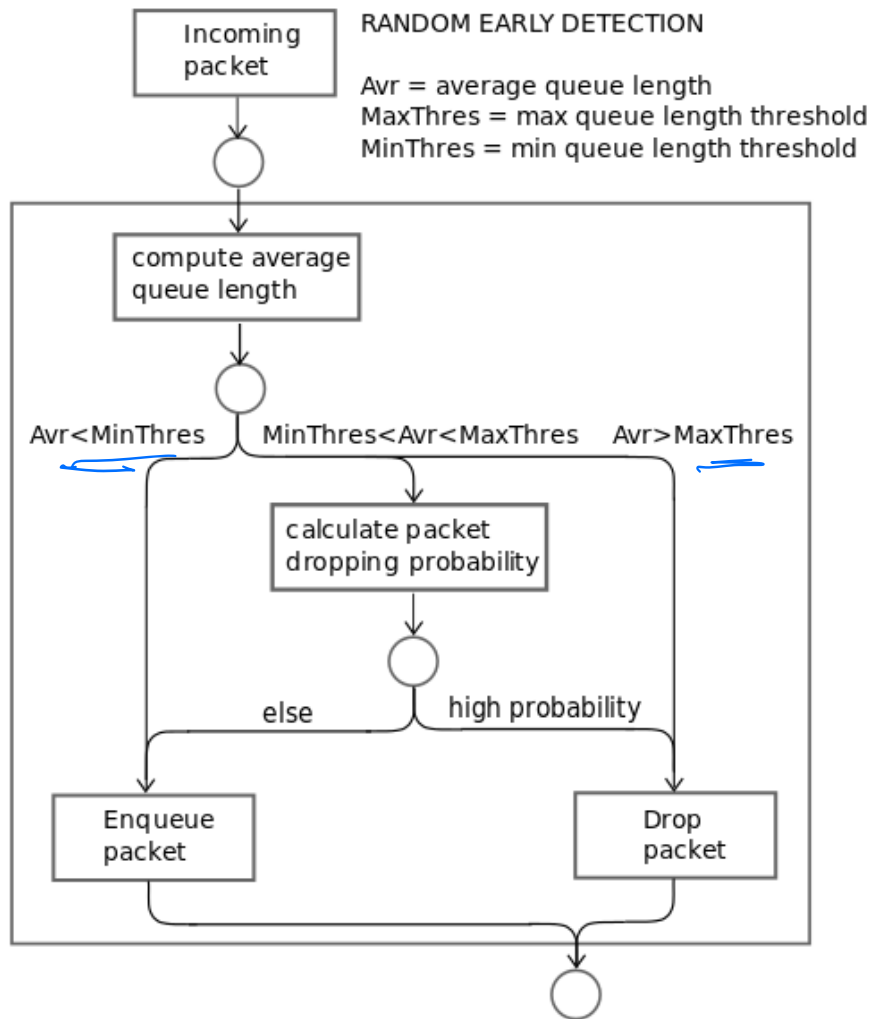 Incoming
packet
RANDOM EARLY DETECTION
Avr = average queue length
MaxThres = max queue length threshold
MinThres = min queue length threshold
compute average
queue length
Avr<MinThres
MinThres<Avr<MaxThres
Avr>MaxThres
calculate packet
dropping probability
else
high probability
Enqueue
packet
Drop
packet